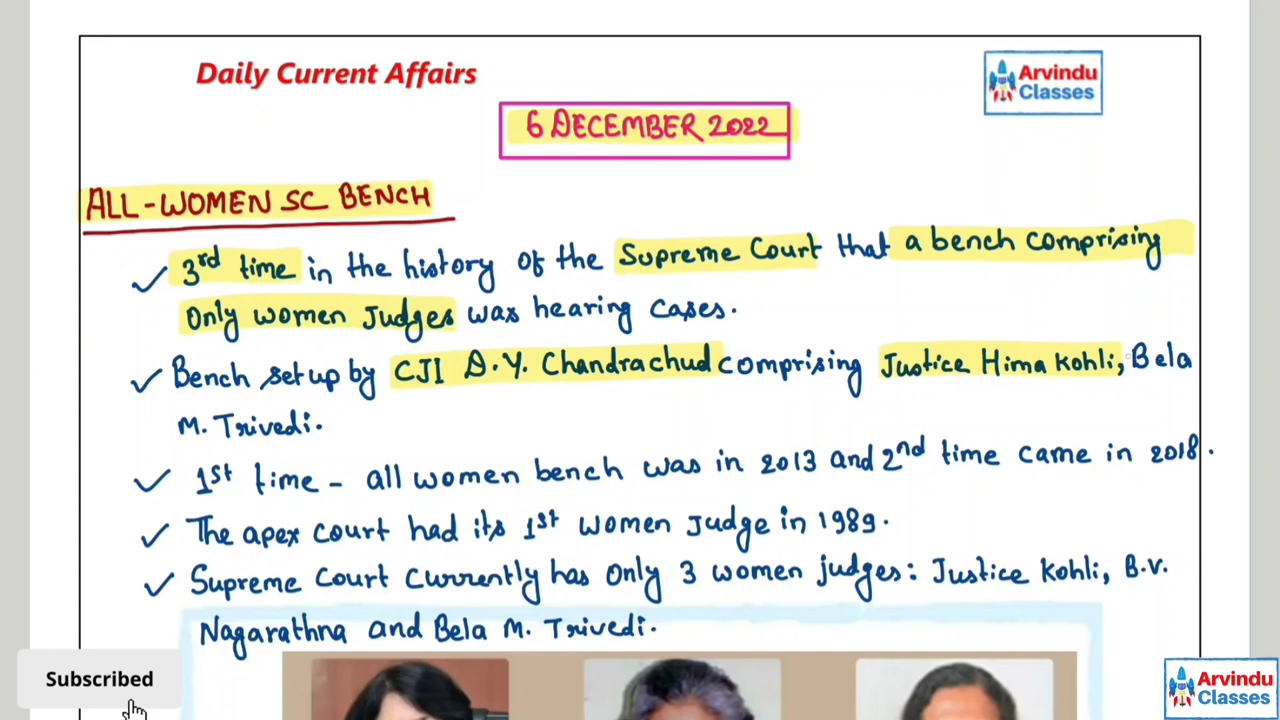 Daily Current Affairs
Arvindu
Classes
6 DECEMBER 2022
ALL-WOMEN SC BENCH
3rd time in the history of the Supreme Court that a bench comprising
Only women Judges was hearing cases.
Bench set up by CJI D.Y. Chandrachud comprising Justice Hima Kohli, Bela
M. Trivedi.
1st time - all women bench was in 2013 and 2nd time came in 2018.
The apex court had its 1st women Judge in 1989.
Supreme Court Currently has only 3 women judges: Justice Kohli, B.V.
Nagarathna and Bela M. Trivedi.
Subscribed
Arvindu
Classes